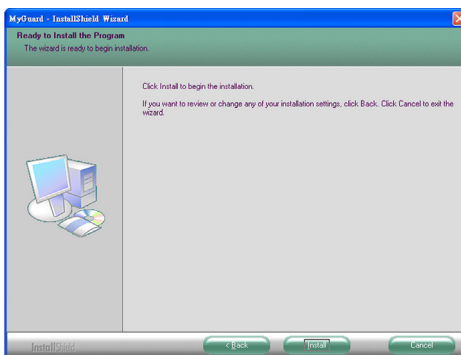 MyGuard - InstallShield Wizard
Ready to Install the Program
The wizard is ready to begin installation.
Click Install to begin the installation.
If you want to review or change any of your installation settings, click Back. Click Cancel to exit the
wizard.
InstallShield
< Back
Install
Cancel